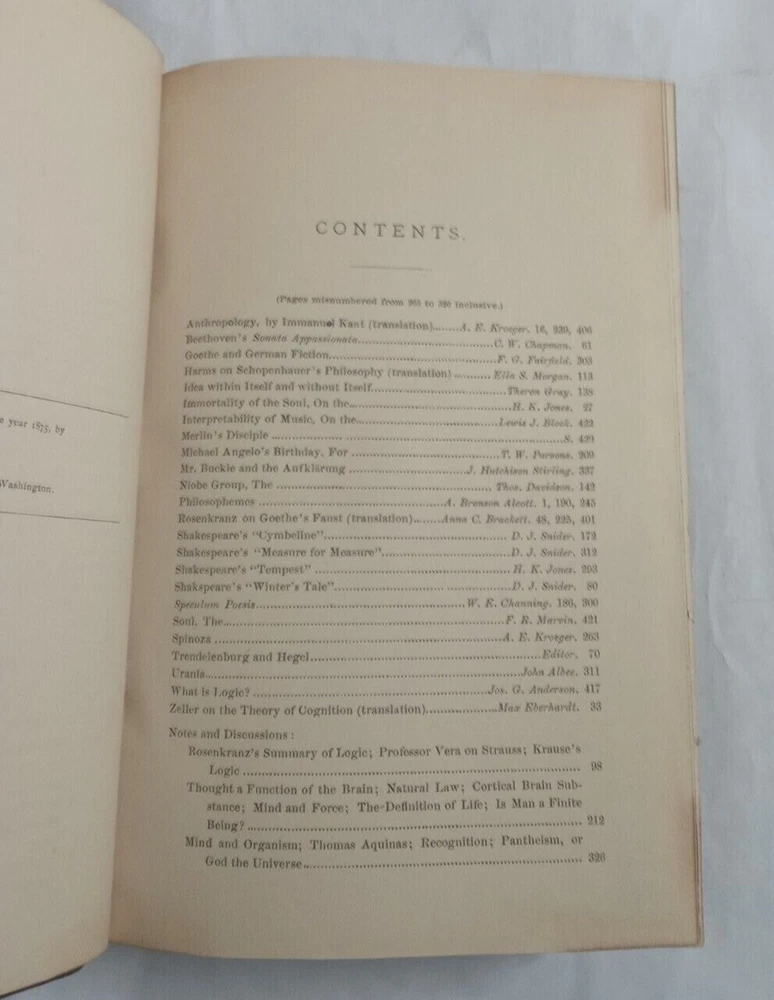 e year 1875, by
Washington.
CONTENTS.
(Pages misnumbered from 265 to 320 inclusive.)
Anthropology, by Immanuel Kant (translation).......A. E. Kroeger. 16, 239, 406
Beethoven's Sonata Appassionata..............................C. W. Chapman. 61
Goethe and German Fiction....................................F. G. Fairfield. 303
Harms on Schopenhauer's Philosophy (translation)..........Ella S. Morgan. 113
Idea within Itself and without Itself............................Theron Gray. 138
Immortality of the Soul, On the..................................H. K. Jones. 27
Interpretability of Music, On the..............................Lewis J. Block. 422
Merlin's Disciple ..........................................................S. 429
Michael Angelo's Birthday, For ...............................T. W. Parsons. 209
Mr. Buckle and the Aufklärung ........................J. Hutchison Stirling. 337
Niobe Group, The ............................................Thos. Davidson. 142
Philosophemes ....................................A. Bronson Alcott. 1, 190, 245
Rosenkranz on Goethe's Faust (translation).....Anna C. Brackett. 48, 225, 401
Shakespeare's "Cymbeline"..................................... D. J. Snider. 172
Shakespeare's "Measure for Measure"..........................D. J. Snider. 312
Shakespeare's "Tempest" .......................................H. K. Jones. 293
Shakspeare's "Winter's Tale"....................................D. J. Snider. 80
Speculum Poesis..........................................W. E. Channing. 186, 300
Soul, The.......................................................F. R. Marvin. 421
Spinoza ........................................................A. E. Kroeger. 263
Trendelenburg and Hegel..............................................Editor. 70
Urania............................................................John Albee. 311
What is Logic? ..............................................Jos. G. Anderson. 417
Zeller on the Theory of Cognition (translation)..................Max Eberhardt. 33
Notes and Discussions :
Rosenkranz's Summary of Logic; Professor Vera on Strauss; Krause's
Logic ........................................................................ 98
Thought a Function of the Brain; Natural Law; Cortical Brain Sub-
stance; Mind and Force; The Definition of Life; Is Man a Finite
Being?........................................................................ 212
Mind and Organism; Thomas Aquinas; Recognition; Pantheism, or
God the Universe............................................................ 326